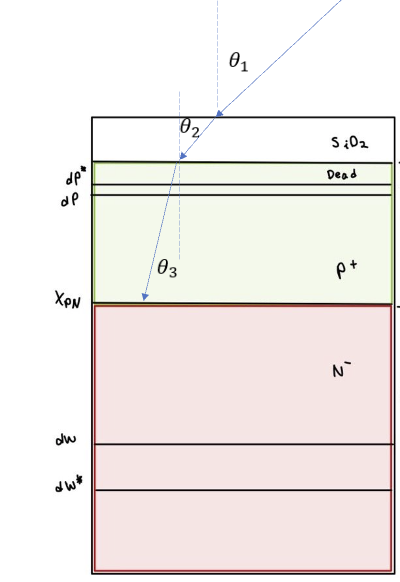 θ₁
θ₂
SiO₂
dp*
Dead
dp
θ₃
P⁺
XPN
N⁻
dw
dw*